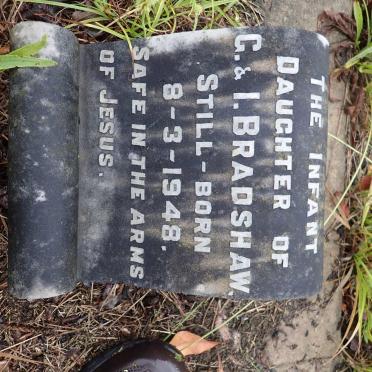 THE INFANT
DAUGHTER OF
G. & I. BRADSHAW.
STILL-BORN
8-3-1948.
SAFE IN THE ARMS
OF JESUS.